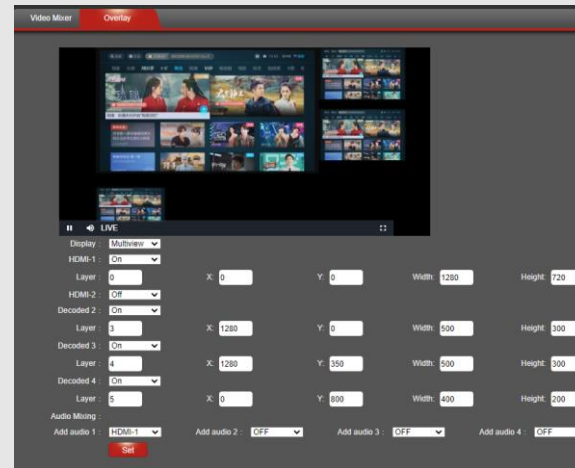 Video Mixer Overlay
LIVE
Display : Multiview
HDMI-1 : On
Layer : 0 X: 0 Y: 0 Width: 1280 Height: 720
HDMI-2 : Off
Decoded 2 : On
Layer : 3 X: 1280 Y: 0 Width: 500 Height: 300
Decoded 3 : On
Layer : 4 X: 1280 Y: 350 Width: 500 Height: 300
Decoded 4 : On
Layer : 5 X: 0 Y: 800 Width: 400 Height: 200
Audio Mixing :
Add audio 1 : HDMI-1 Add audio 2 : OFF Add audio 3 : OFF Add audio 4 : OFF
Set